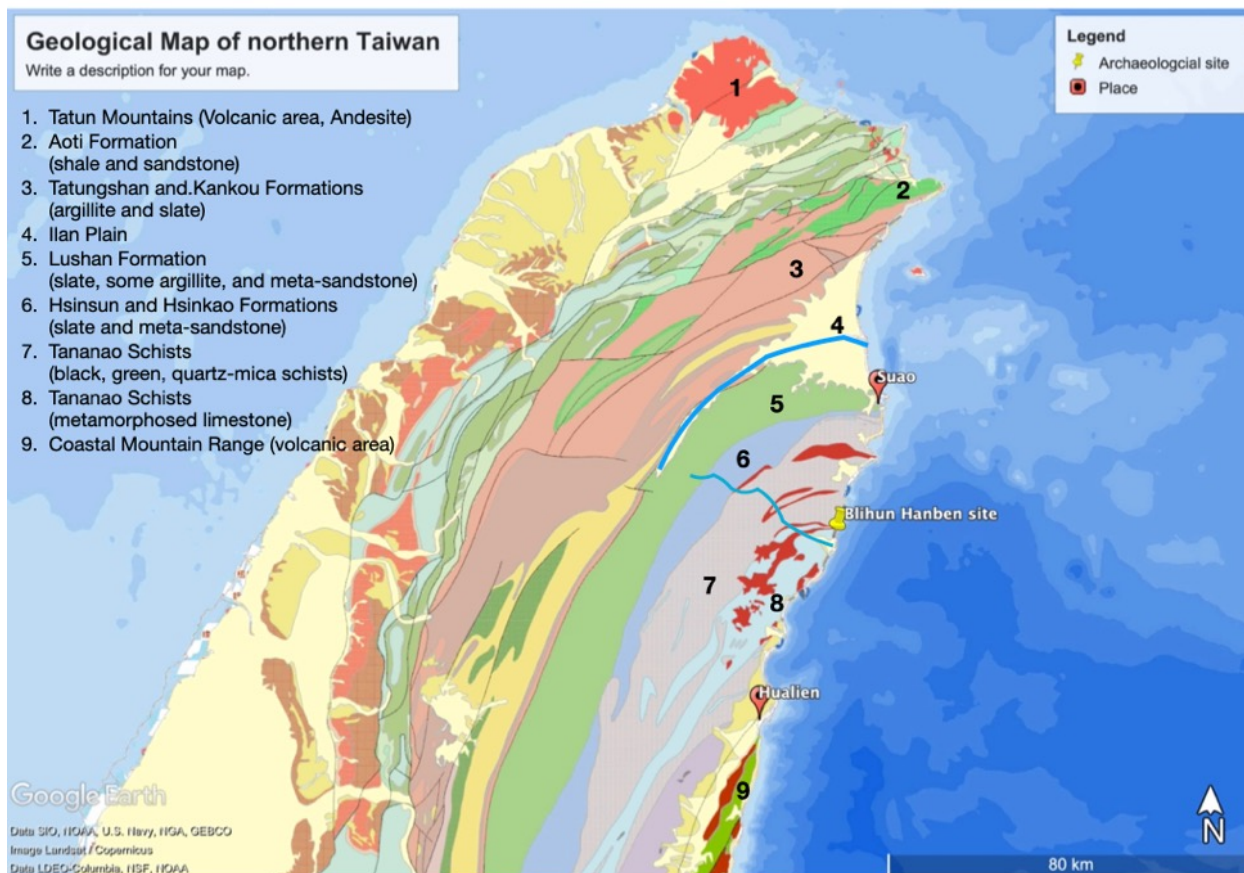 Geological Map of northern Taiwan
Write a description for your map.
Legend
Archaeologcial site
Place
1. Tatun Mountains (Volcanic area, Andesite)
2. Aoti Formation
(shale and sandstone)
3. Tatungshan and.Kankou Formations
(argillite and slate)
4. Ilan Plain
5. Lushan Formation
(slate, some argillite, and meta-sandstone)
6. Hsinsun and Hsinkao Formations
(slate and meta-sandstone)
7. Tananao Schists
(black, green, quartz-mica schists)
8. Tananao Schists
(metamorphosed limestone)
9. Coastal Mountain Range (volcanic area)
1
2
3
4
Suao
5
6
Blihun Hanben site
7
8
Hualien
9
Google Earth
Data SIO, NOAA, U.S. Navy, NGA, GEBCO
Image Landsat / Copernicus
Data LDEO-Columbia, NSF, NOAA
N
80 km